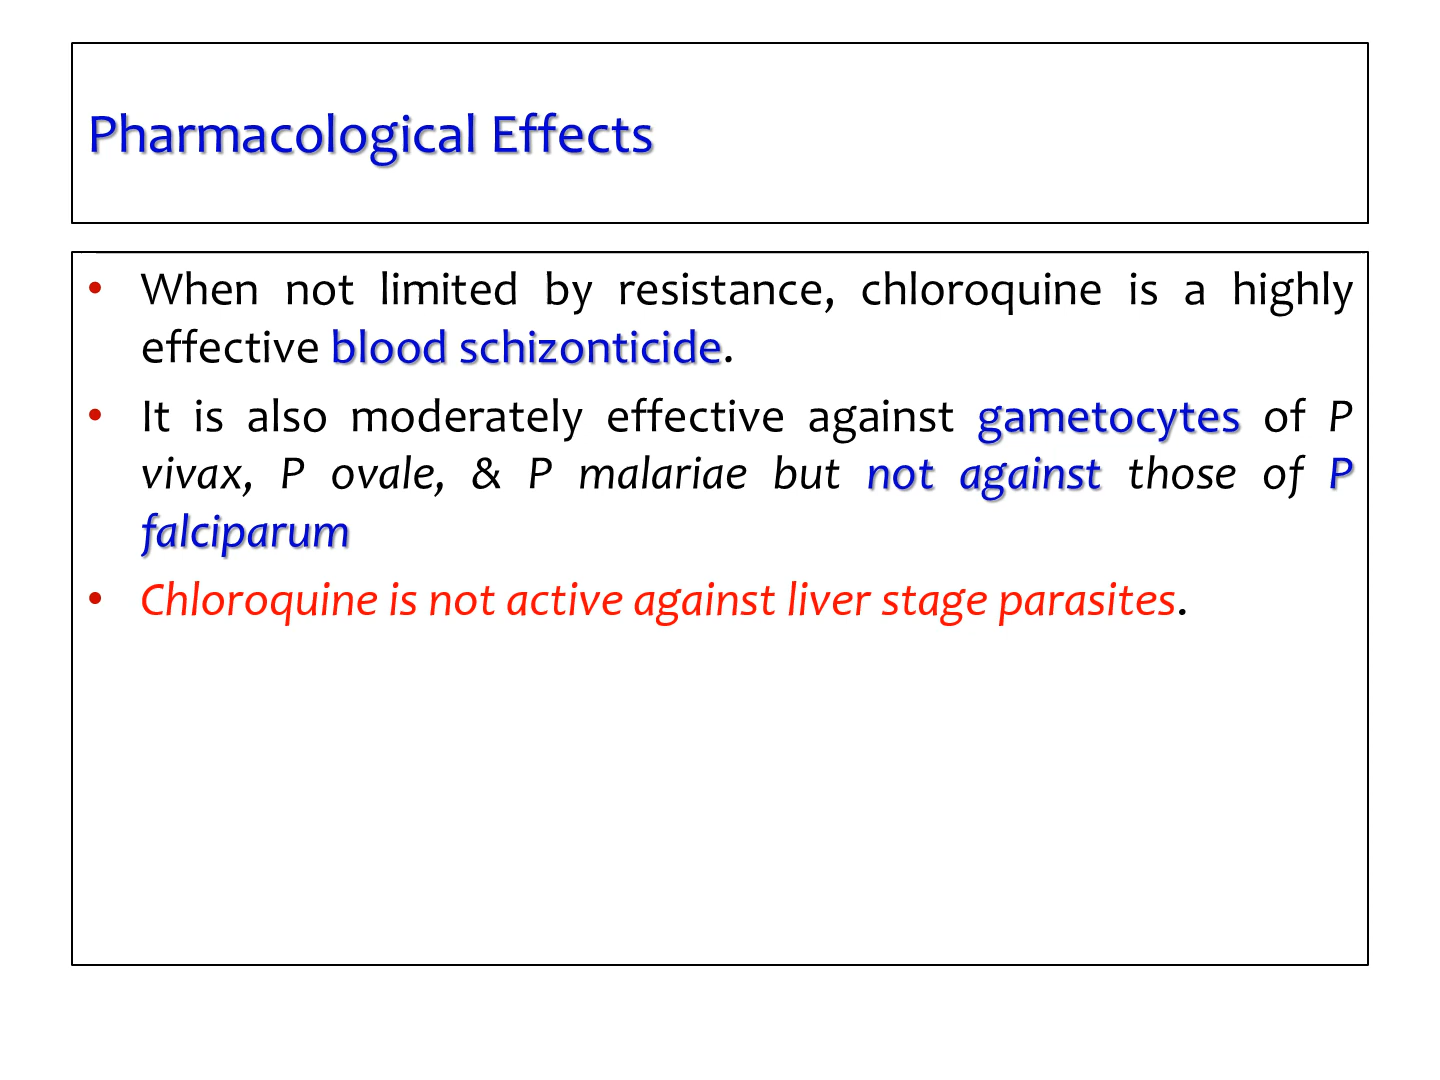 Pharmacological Effects
• When not limited by resistance, chloroquine is a highly
effective blood schizonticide.
• It is also moderately effective against gametocytes of P
vivax, P ovale, & P malariae but not against those of P
falciparum
• Chloroquine is not active against liver stage parasites.